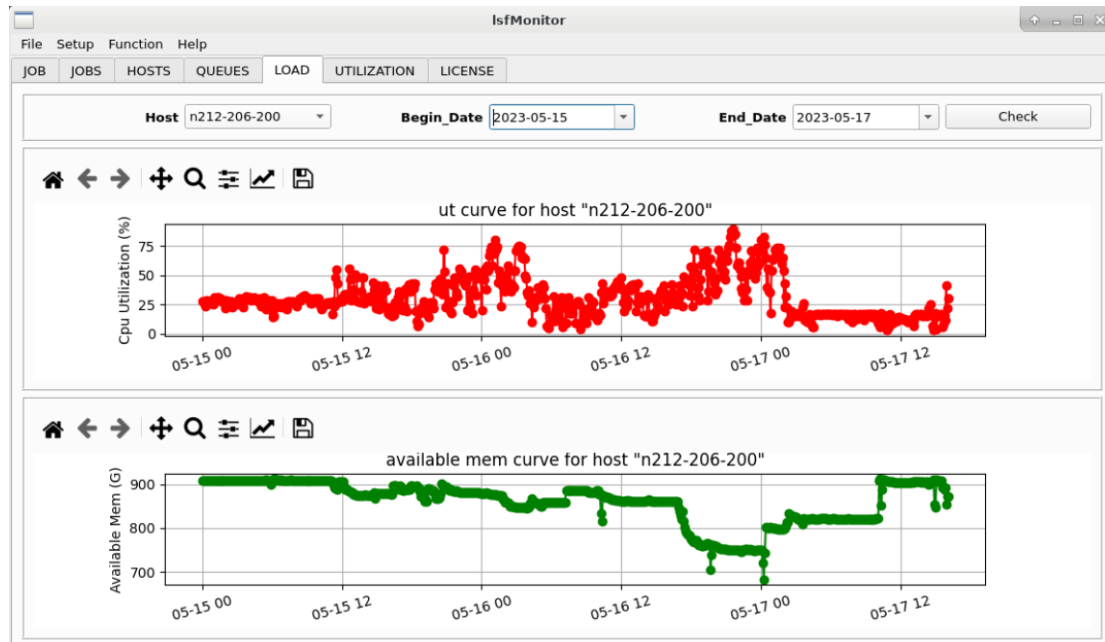 lsfMonitor
File Setup Function Help
JOB JOBS HOSTS QUEUES LOAD UTILIZATION LICENSE
Host n212-206-200 Begin_Date 2023-05-15 End_Date 2023-05-17 Check
ut curve for host "n212-206-200"
Cpu Utilization (%)
75
50
25
0
05-15 00 05-15 12 05-16 00 05-16 12 05-17 00 05-17 12
available mem curve for host "n212-206-200"
Available Mem (G)
900
800
700
05-15 00 05-15 12 05-16 00 05-16 12 05-17 00 05-17 12